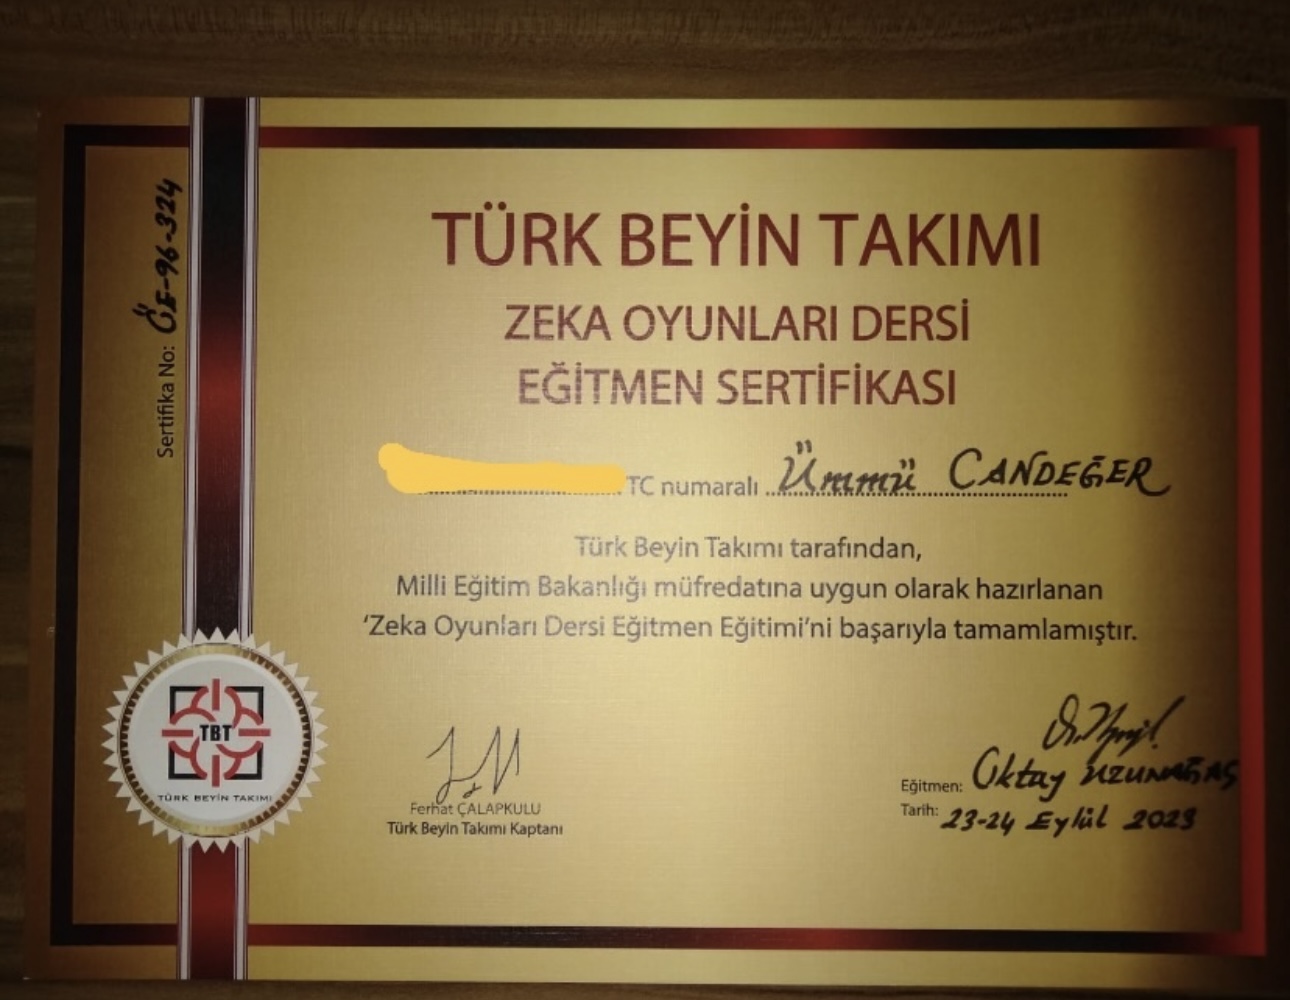 Sertifika No: ÖE-96-324
TÜRK BEYİN TAKIMI
ZEKA OYUNLARI DERSİ
EĞİTMEN SERTİFİKASI
TC numaralı Ümmü CANDEĞER
Türk Beyin Takımı tarafından,
Milli Eğitim Bakanlığı müfredatına uygun olarak hazırlanan
‘Zeka Oyunları Dersi Eğitmen Eğitimi’ni başarıyla tamamlamıştır.
TBT
TÜRK BEYİN TAKIMI
Ferhat ÇALAPKULU
Türk Beyin Takımı Kaptanı
Eğitmen: Oktay UZUNAĞAÇ
Tarih: 23-24 Eylül 2023